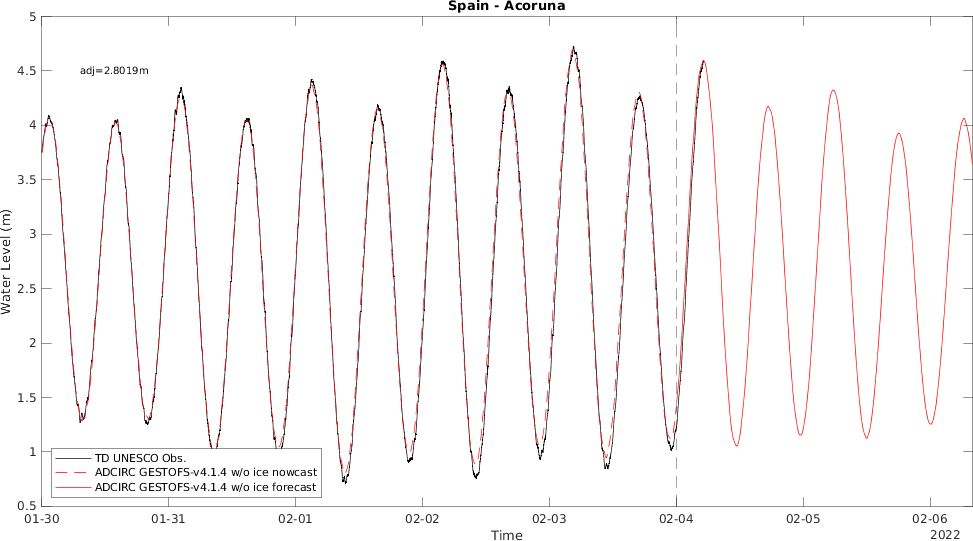 Spain - Acoruna
adj=2.8019m
Water Level (m)
5
4.5
4
3.5
3
2.5
2
1.5
1
0.5
TD UNESCO Obs.
ADCIRC GESTOFS-v4.1.4 w/o ice nowcast
ADCIRC GESTOFS-v4.1.4 w/o ice forecast
01-30 01-31 02-01 02-02 02-03 02-04 02-05 02-06
Time
2022